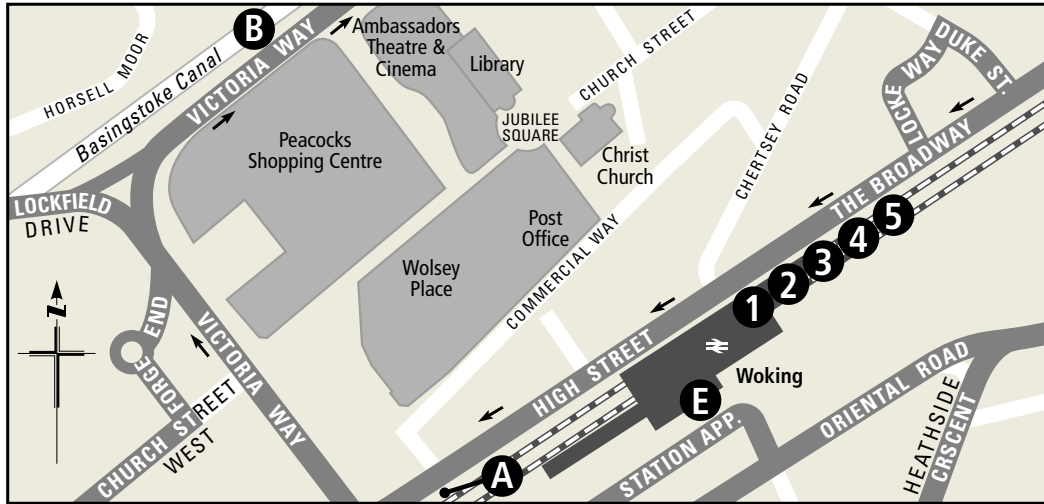 B
VICTORIA WAY
Basingstoke Canal
HORSELL MOOR
Ambassadors
Theatre &
Cinema
Library
CHURCH STREET
JUBILEE
SQUARE
Peacocks
Shopping Centre
Christ
Church
CHERTSEY ROAD
LOCKE WAY
DUKE ST.
THE BROADWAY
LOCKFIELD
DRIVE
Post
Office
Wolsey
Place
COMMERCIAL WAY
1
2
3
4
5
N
FORGE END
VICTORIA WAY
CHURCH STREET
WEST
HIGH STREET
Woking
E
A
STATION APP.
ORIENTAL ROAD
HEATHSIDE
CRSCENT